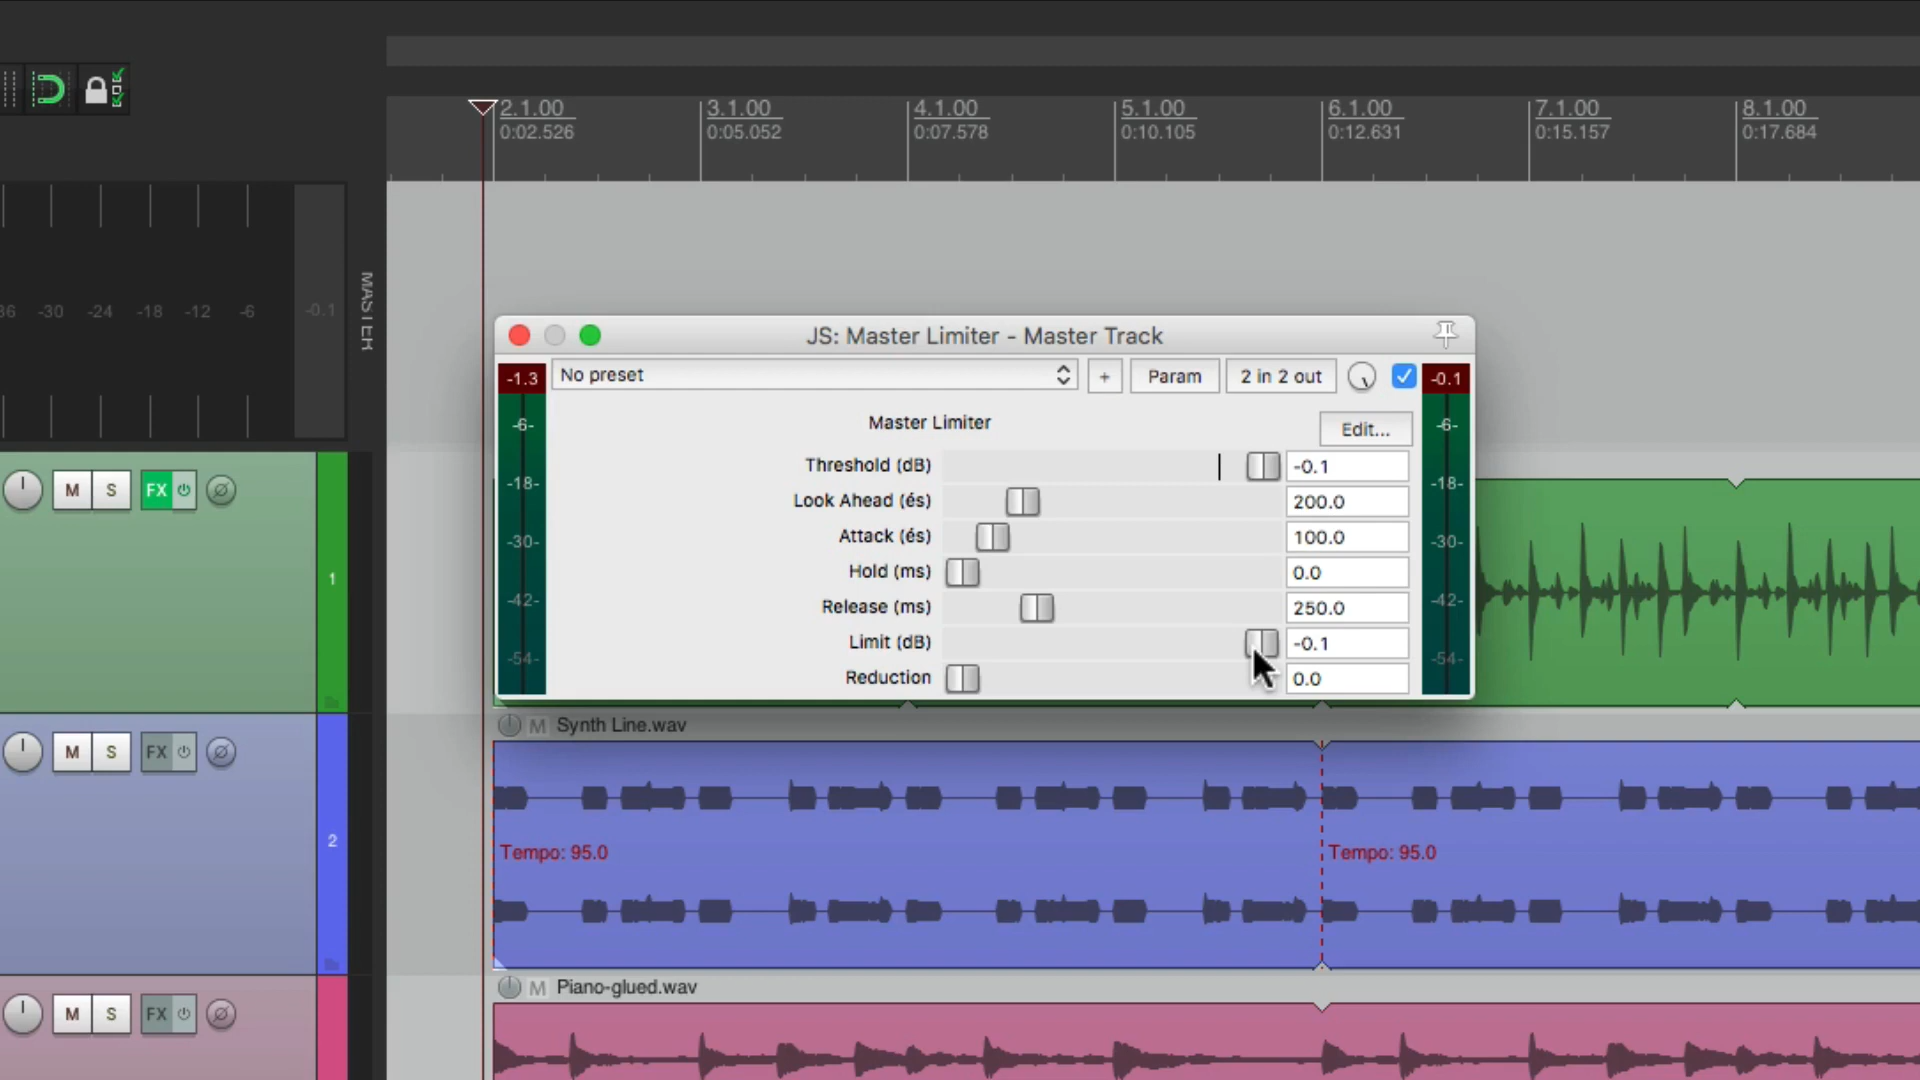 2.1.00 3.1.00 4.1.00 5.1.00 6.1.00 7.1.00 8.1.00
0:02.526 0:05.052 0:07.578 0:10.105 0:12.631 0:15.157 0:17.684
-30 -24 -18 -12 -6 -0.1
MASTER
JS: Master Limiter - Master Track
-1.3 No preset + Param 2 in 2 out -0.1
Master Limiter Edit...
-6- -6-
Threshold (dB) -0.1
-18- -18-
Look Ahead (és) 200.0
Attack (és) 100.0
-30- -30-
Hold (ms) 0.0
-42- -42-
Release (ms) 250.0
Limit (dB) -0.1
-54- -54-
Reduction 0.0
M S FX 1
M Synth Line.wav
M S FX 2
Tempo: 95.0 Tempo: 95.0
M Piano-glued.wav
M S FX